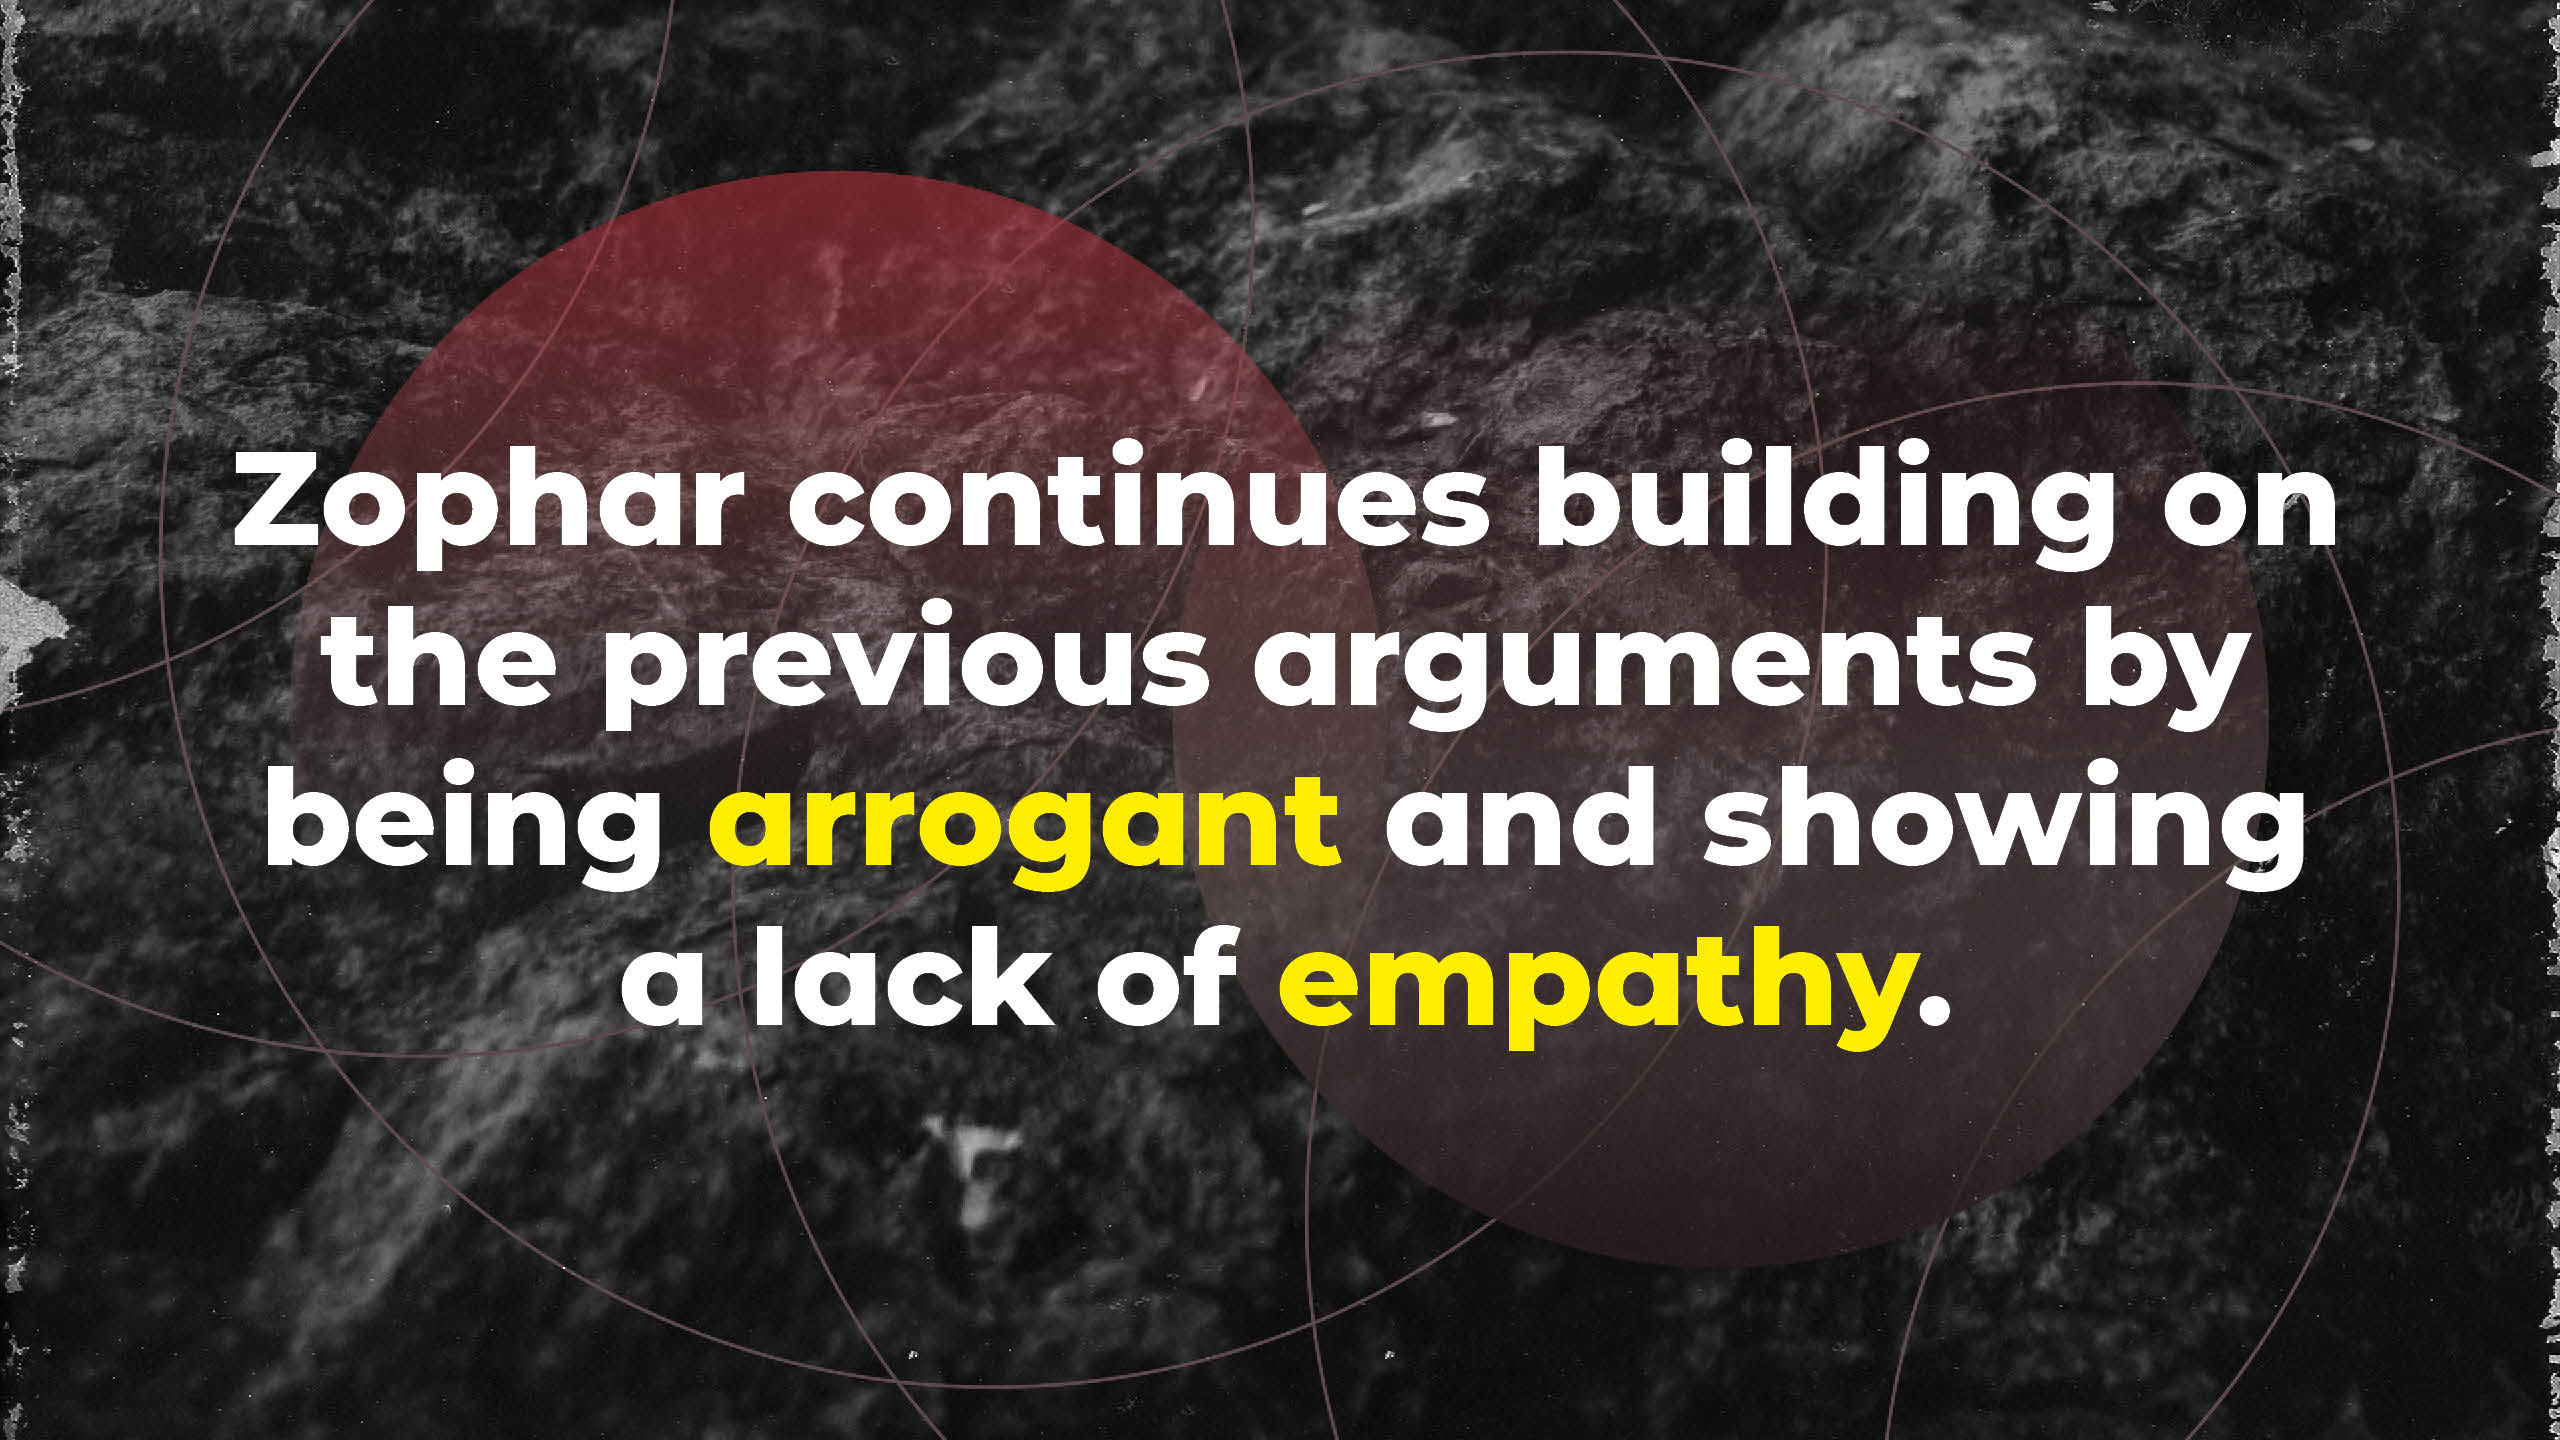 Zophar continues building on
the previous arguments by
being arrogant and showing
a lack of empathy.